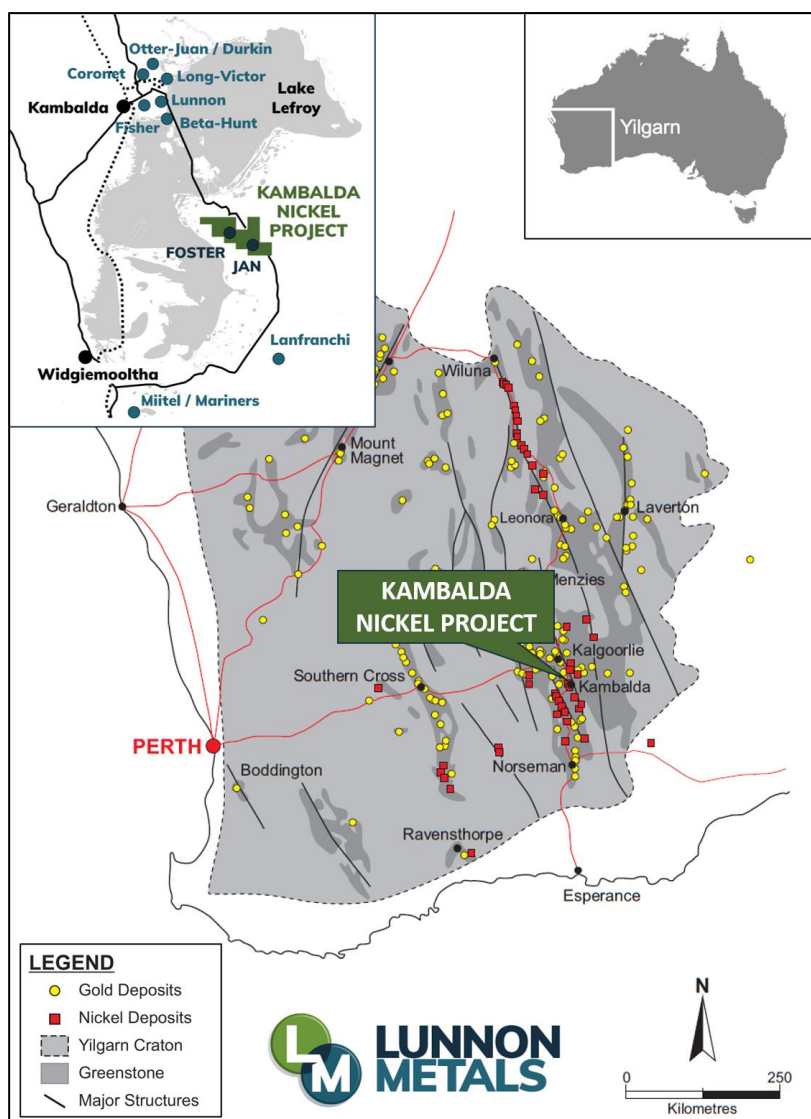 Otter-Juan / Durkin
Coronet
Long-Victor
Lake
Lefroy
Kambalda
Lunnon
Fisher
Beta-Hunt
KAMBALDA
NICKEL
PROJECT
FOSTER
JAN
Lanfranchi
Widgiemooltha
Miitel / Mariners
Yilgarn
Wiluna
Mount
Magnet
Geraldton
Leonora
Laverton
Menzies
KAMBALDA
NICKEL PROJECT
Kalgoorlie
Southern Cross
Kambalda
PERTH
Boddington
Norseman
Ravensthorpe
Esperance
LEGEND
Gold Deposits
Nickel Deposits
Yilgarn Craton
Greenstone
Major Structures
LM
LUNNON
METALS
N
0 250
Kilometres